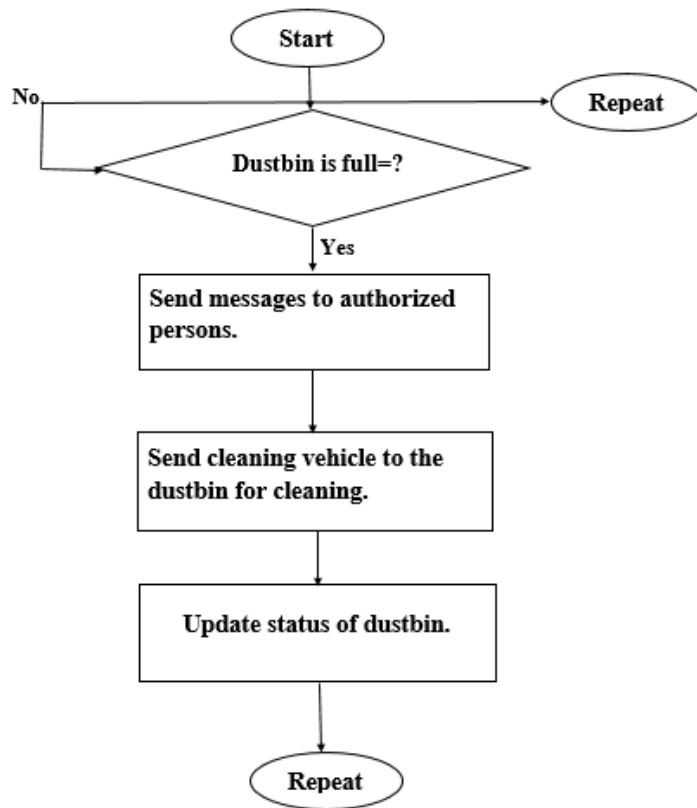 Start
No
Repeat
Dustbin is full=?
Yes
Send messages to authorized
persons.
Send cleaning vehicle to the
dustbin for cleaning.
Update status of dustbin.
Repeat